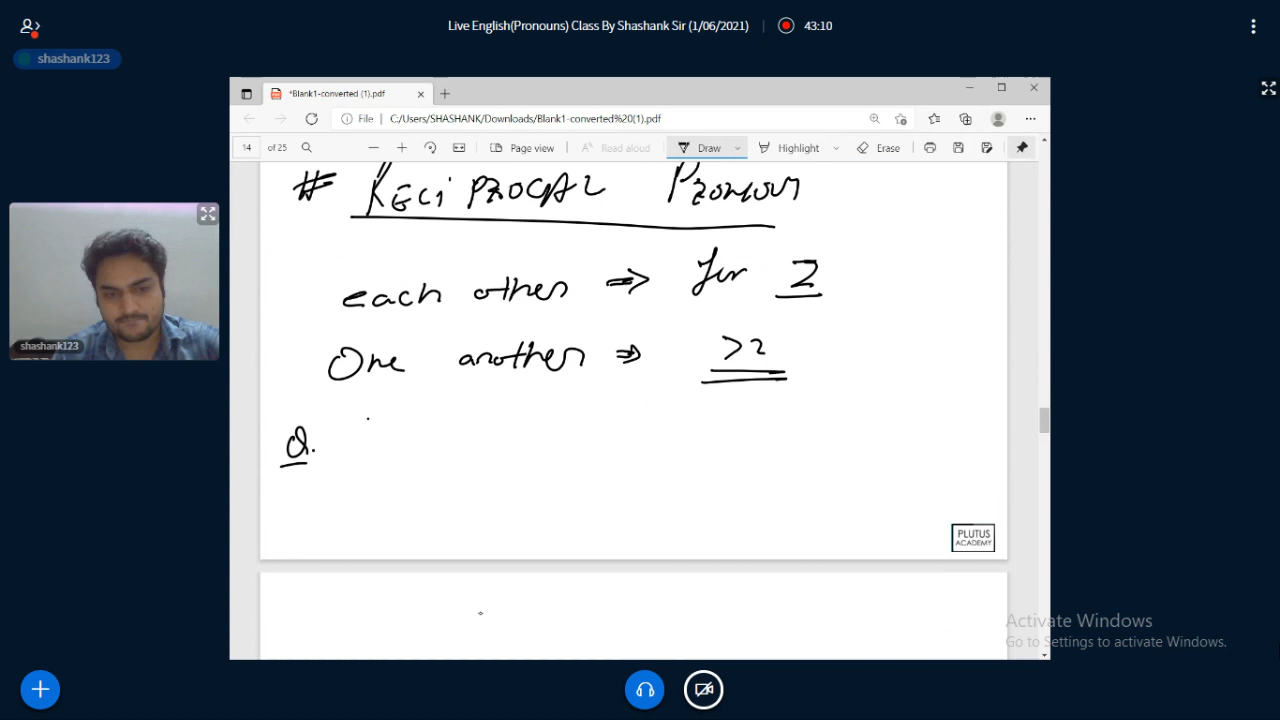 Live English(Pronouns) Class By Shashank Sir (1/06/2021)
43:10
shashank123
*Blank1-converted (1).pdf
File
C:/Users/SHASHANK/Downloads/Blank1-converted%20(1).pdf
14 of 25
Page view
Read aloud
Draw
Highlight
Erase
# RECIPROCAL PRONOUN
each other ⇒ for 2
One another ⇒ >2
Q.
shashank123
PLUTUS
ACADEMY
Activate Windows
Go to Settings to activate Windows.